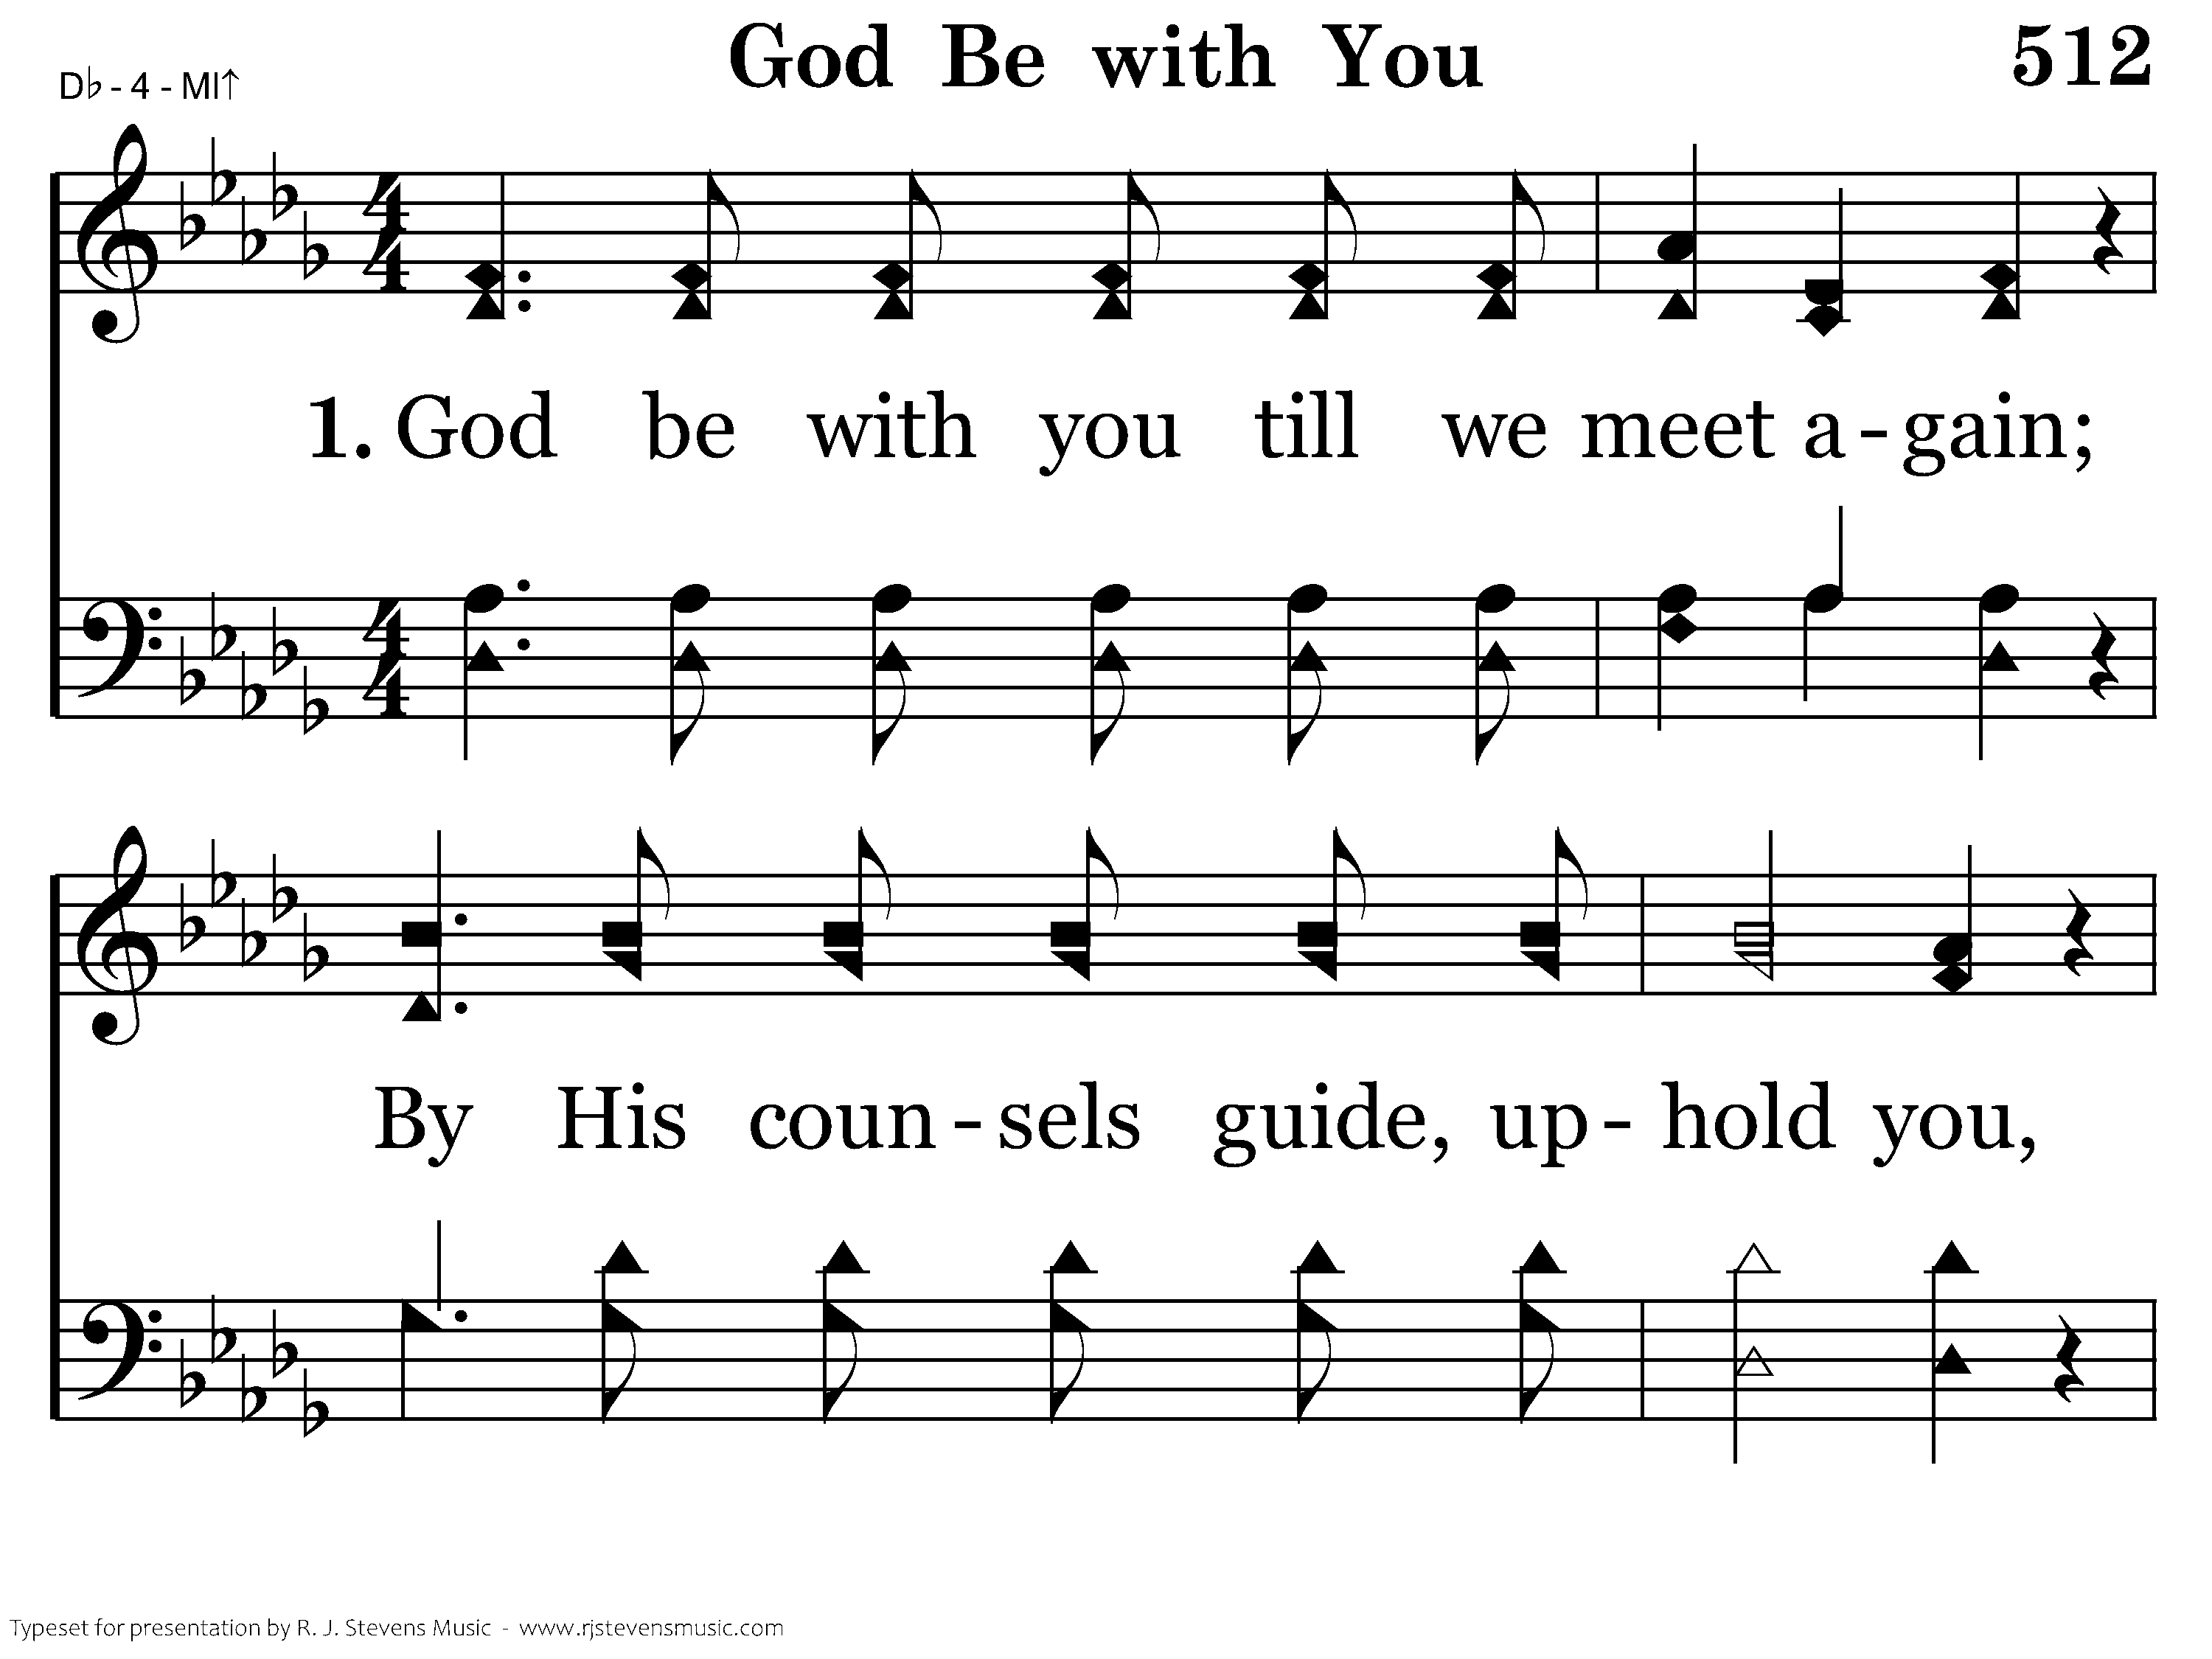 God Be with You 512
D♭ - 4 - MI↑
1. God be with you till we meet a - gain;
By His coun - sels guide, up - hold you,
Typeset for presentation by R. J. Stevens Music - www.rjstevensmusic.com